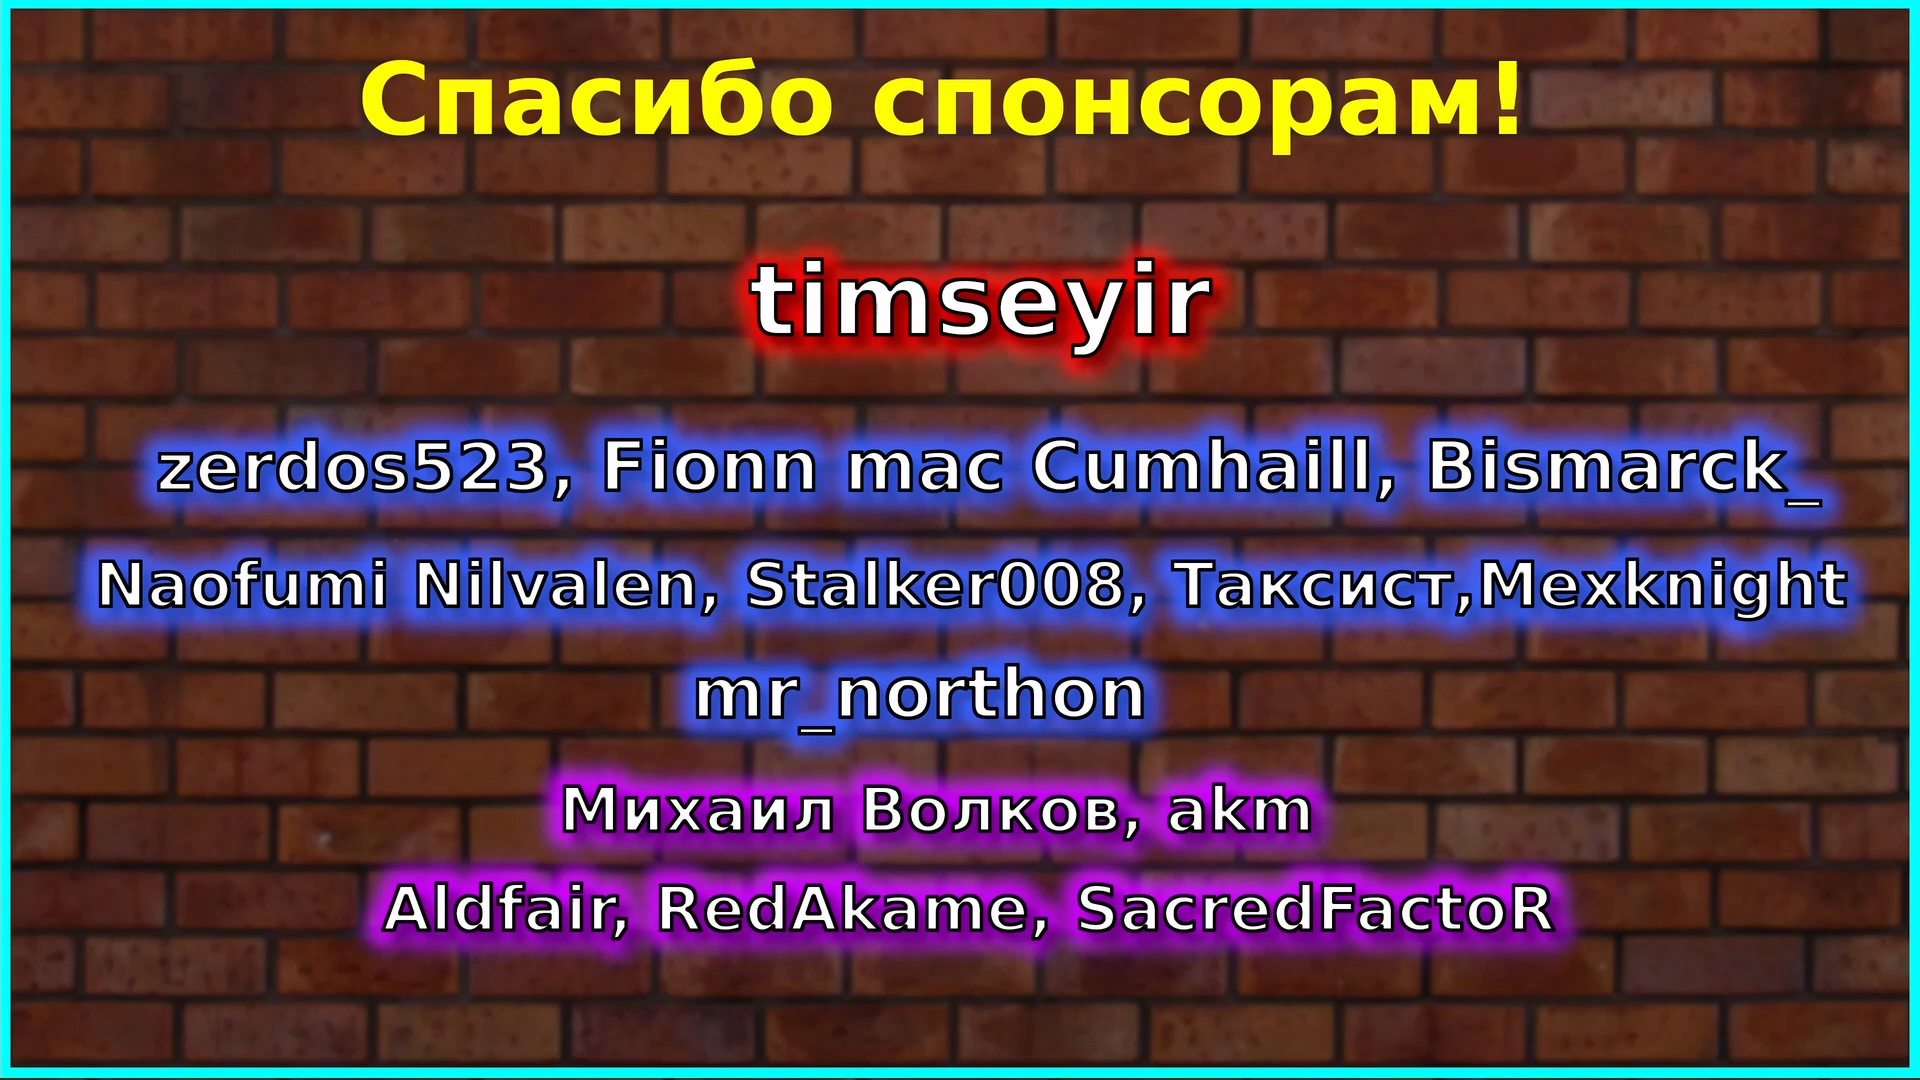 Спасибо спонсорам!
timseyir
zerdos523, Fionn mac Cumhaill, Bismarck_
Naofumi Nilvalen, Stalker008, Таксист,Mexknight
mr_northon
Михаил Волков, akm
Aldfair, RedAkame, SacredFactoR